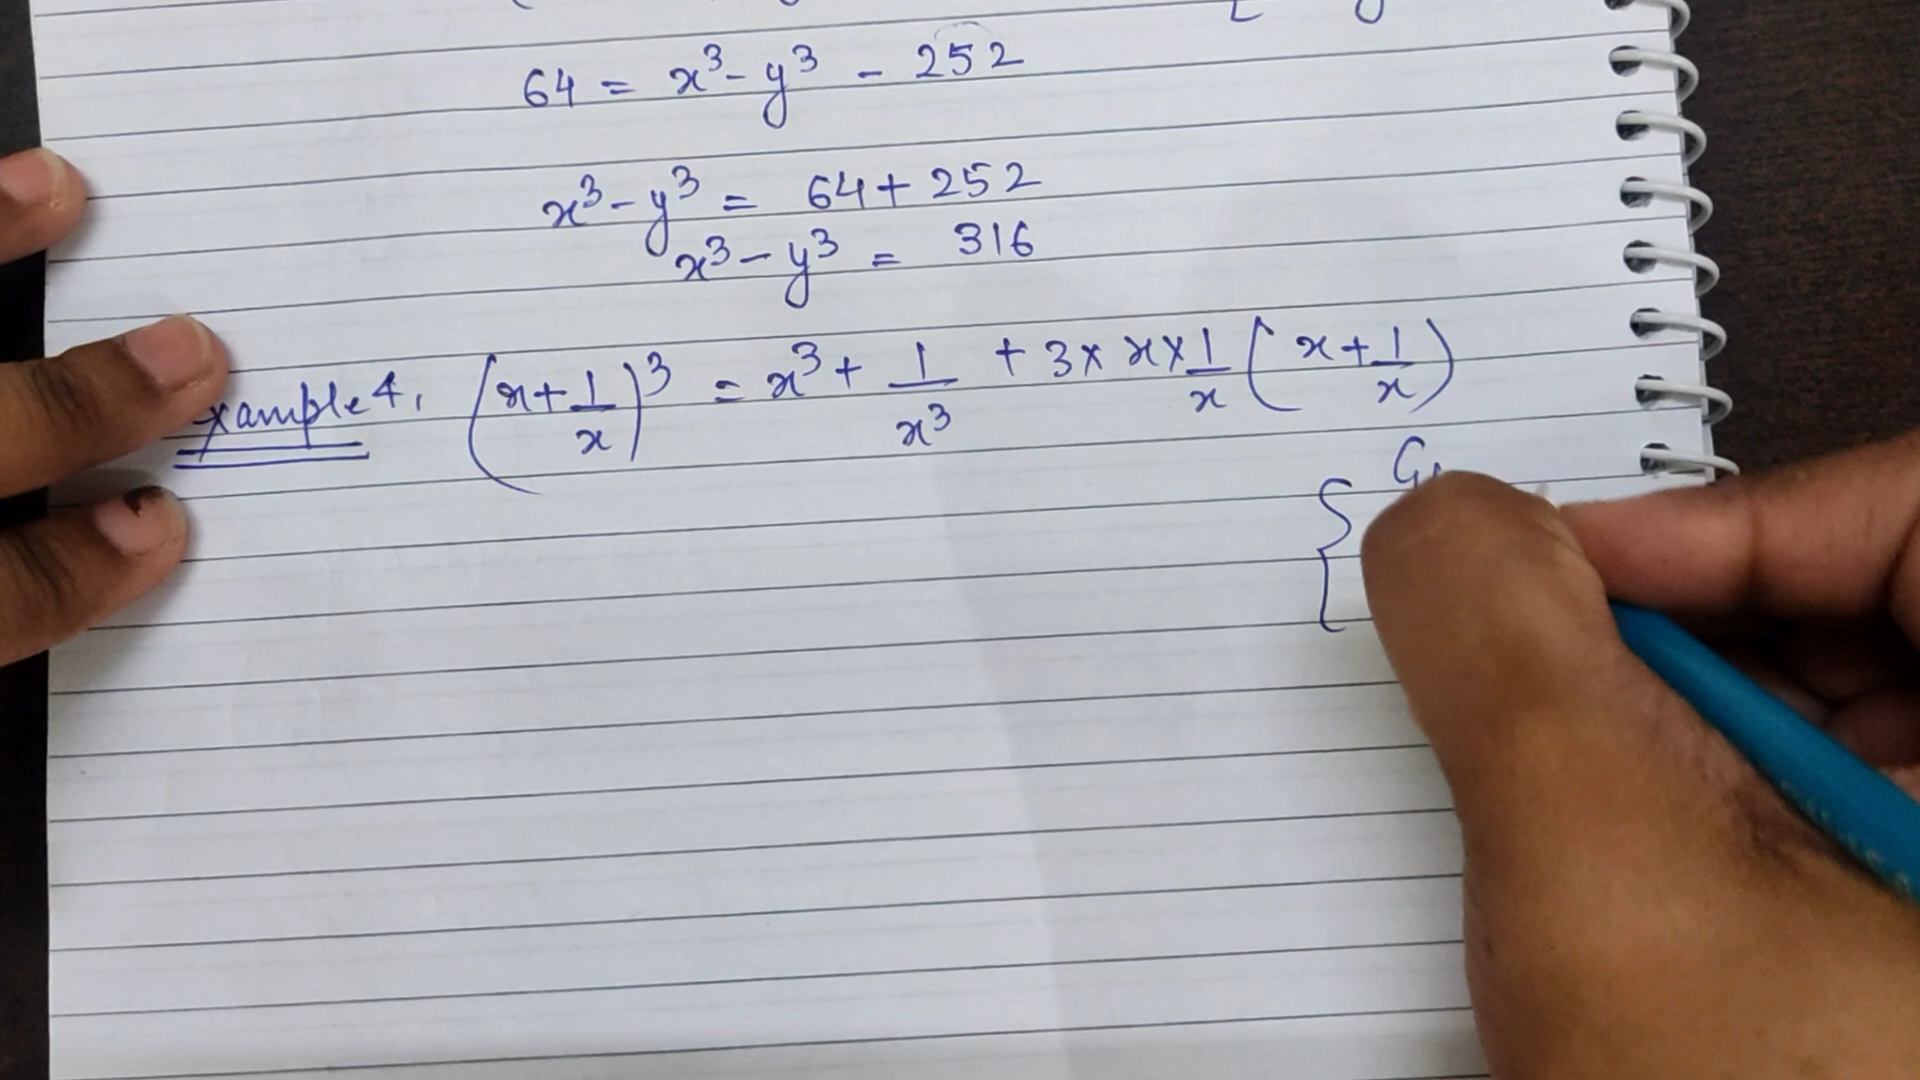 64 = x³ - y³ - 252
x³ - y³ = 64 + 252
x³ - y³ = 316
xample 4. (x + 1/x)³ = x³ + 1/x³ + 3 × x × 1/x (x + 1/x)